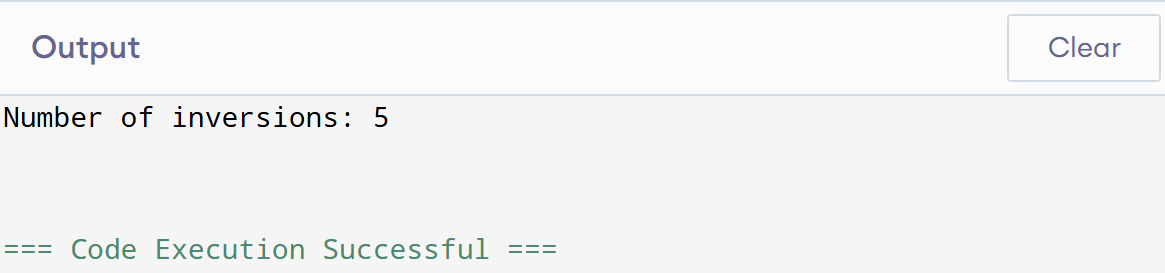 Output
Clear
Number of inversions: 5
=== Code Execution Successful ===